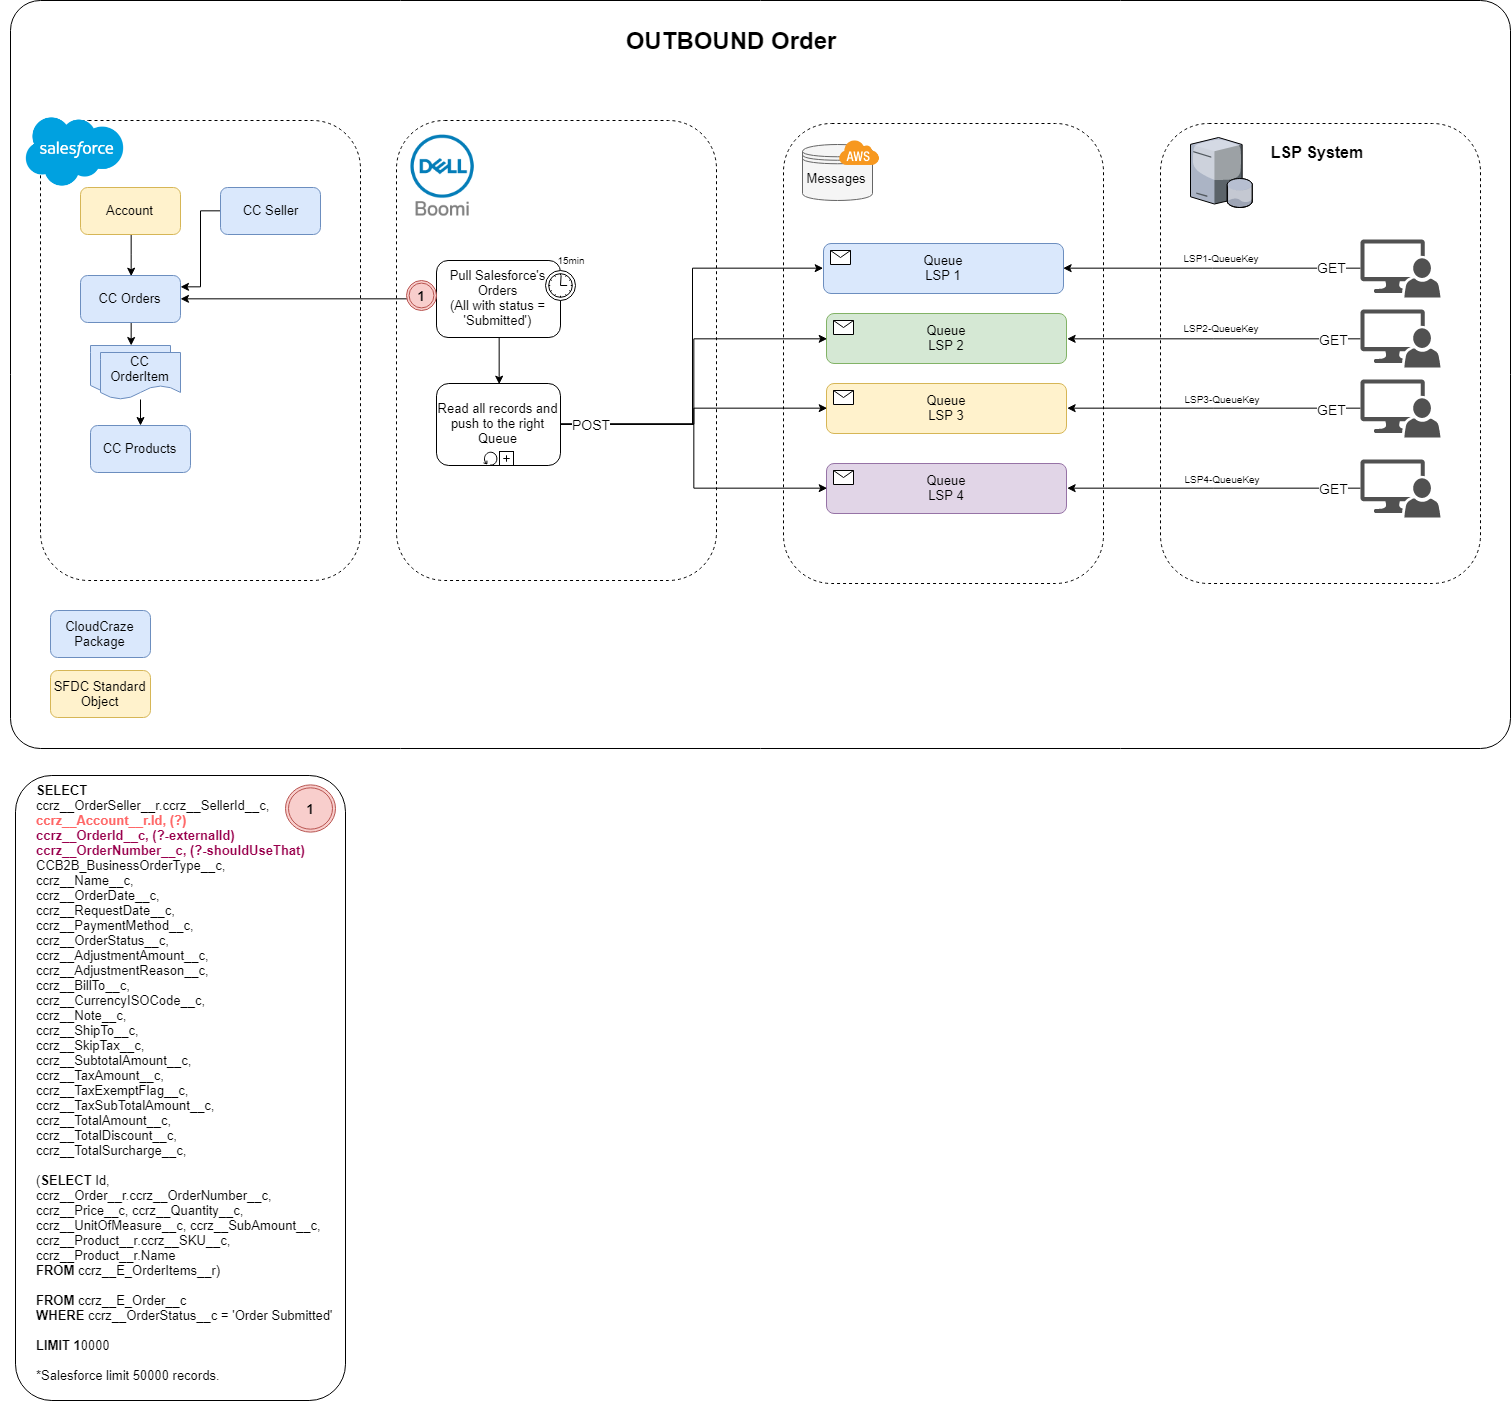 OUTBOUND Order
salesforce
Account
CC Seller
CC Orders
CC
OrderItem
CC Products
DELL
Boomi
15min
Pull Salesforce's
Orders
(All with status =
'Submitted')
1
Read all records and
push to the right
Queue
POST
AWS
Messages
Queue
LSP 1
Queue
LSP 2
Queue
LSP 3
Queue
LSP 4
LSP System
LSP1-QueueKey
GET
LSP2-QueueKey
GET
LSP3-QueueKey
GET
LSP4-QueueKey
GET
CloudCraze
Package
SFDC Standard
Object
1
SELECT
ccrz__OrderSeller__r.ccrz__SellerId__c,
ccrz__Account__r.Id, (?)
ccrz__OrderId__c, (?-externalId)
ccrz__OrderNumber__c, (?-shouldUseThat)
CCB2B_BusinessOrderType__c,
ccrz__Name__c,
ccrz__OrderDate__c,
ccrz__RequestDate__c,
ccrz__PaymentMethod__c,
ccrz__OrderStatus__c,
ccrz__AdjustmentAmount__c,
ccrz__AdjustmentReason__c,
ccrz__BillTo__c,
ccrz__CurrencyISOCode__c,
ccrz__Note__c,
ccrz__ShipTo__c,
ccrz__SkipTax__c,
ccrz__SubtotalAmount__c,
ccrz__TaxAmount__c,
ccrz__TaxExemptFlag__c,
ccrz__TaxSubTotalAmount__c,
ccrz__TotalAmount__c,
ccrz__TotalDiscount__c,
ccrz__TotalSurcharge__c,
(SELECT Id,
ccrz__Order__r.ccrz__OrderNumber__c,
ccrz__Price__c, ccrz__Quantity__c,
ccrz__UnitOfMeasure__c, ccrz__SubAmount__c,
ccrz__Product__r.ccrz__SKU__c,
ccrz__Product__r.Name
FROM ccrz__E_OrderItems__r)
FROM ccrz__E_Order__c
WHERE ccrz__OrderStatus__c = 'Order Submitted'
LIMIT 10000
*Salesforce limit 50000 records.